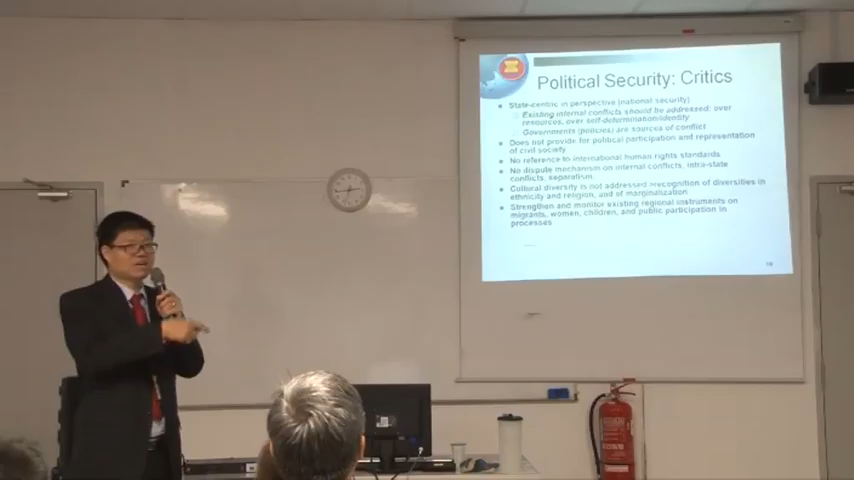 Political Security: Critics
State-centric in perspective (national security)
Existing internal conflicts should be addressed: over
resources, over self-determination/identity
Governments (policies) are sources of conflict
Does not provide for political participation and representation
of civil society
No reference to international human rights standards
No dispute mechanism on internal conflicts, intra-state
conflicts, separatism
Cultural diversity is not addressed >recognition of diversities in
ethnicity and religion, and of marginalization
Strengthen and monitor existing regional instruments on
migrants, women, children, and public participation in
processes